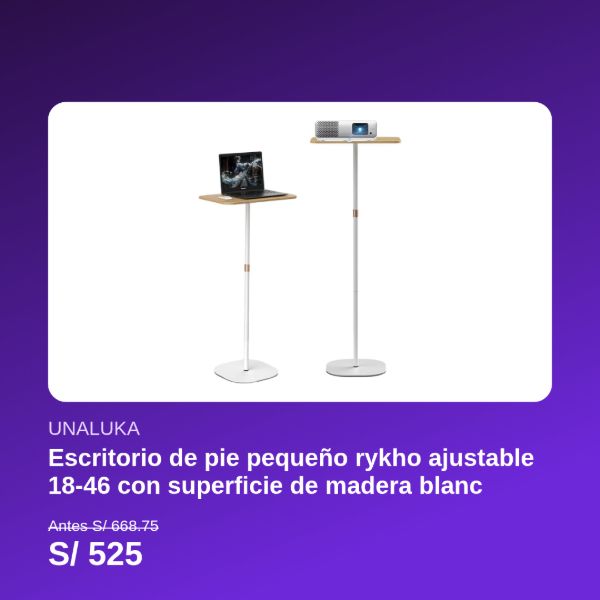 UNALUKA
Escritorio de pie pequeño rykho ajustable
18-46 con superficie de madera blanc
Antes S/ 668.75
S/ 525